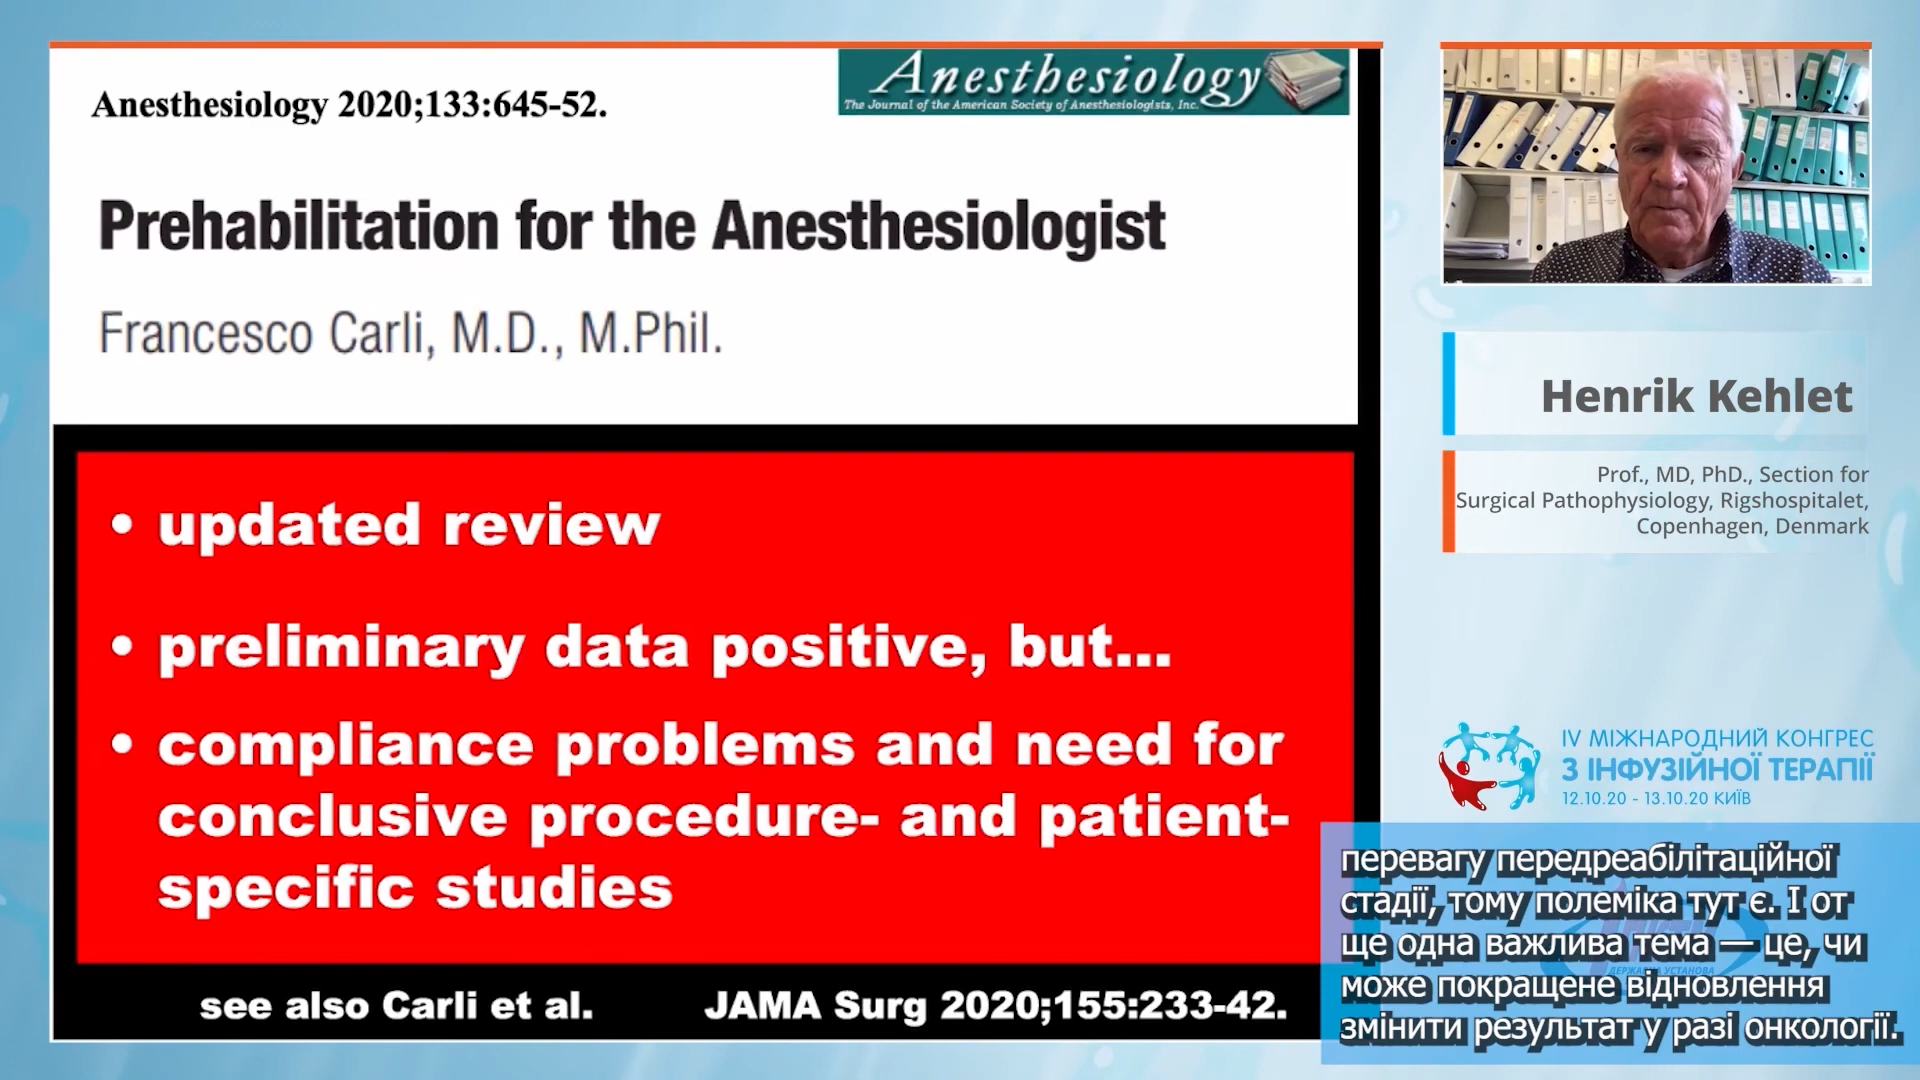 Anesthesiology 2020;133:645-52.
Anesthesiology
The Journal of the American Society of Anesthesiologists, Inc.
Prehabilitation for the Anesthesiologist
Francesco Carli, M.D., M.Phil.
• updated review
• preliminary data positive, but...
• compliance problems and need for
conclusive procedure- and patient-
specific studies
see also Carli et al. JAMA Surg 2020;155:233-42.
Henrik Kehlet
Prof., MD, PhD., Section for
Surgical Pathophysiology, Rigshospitalet,
Copenhagen, Denmark
IV МІЖНАРОДНИЙ КОНГРЕС
З ІНФУЗІЙНОЇ ТЕРАПІЇ
12.10.20 - 13.10.20 КИЇВ
перевагу передреабілітаційної
стадії, тому полеміка тут є. І от
ще одна важлива тема — це, чи
може покращене відновлення
змінити результат у разі онкології.